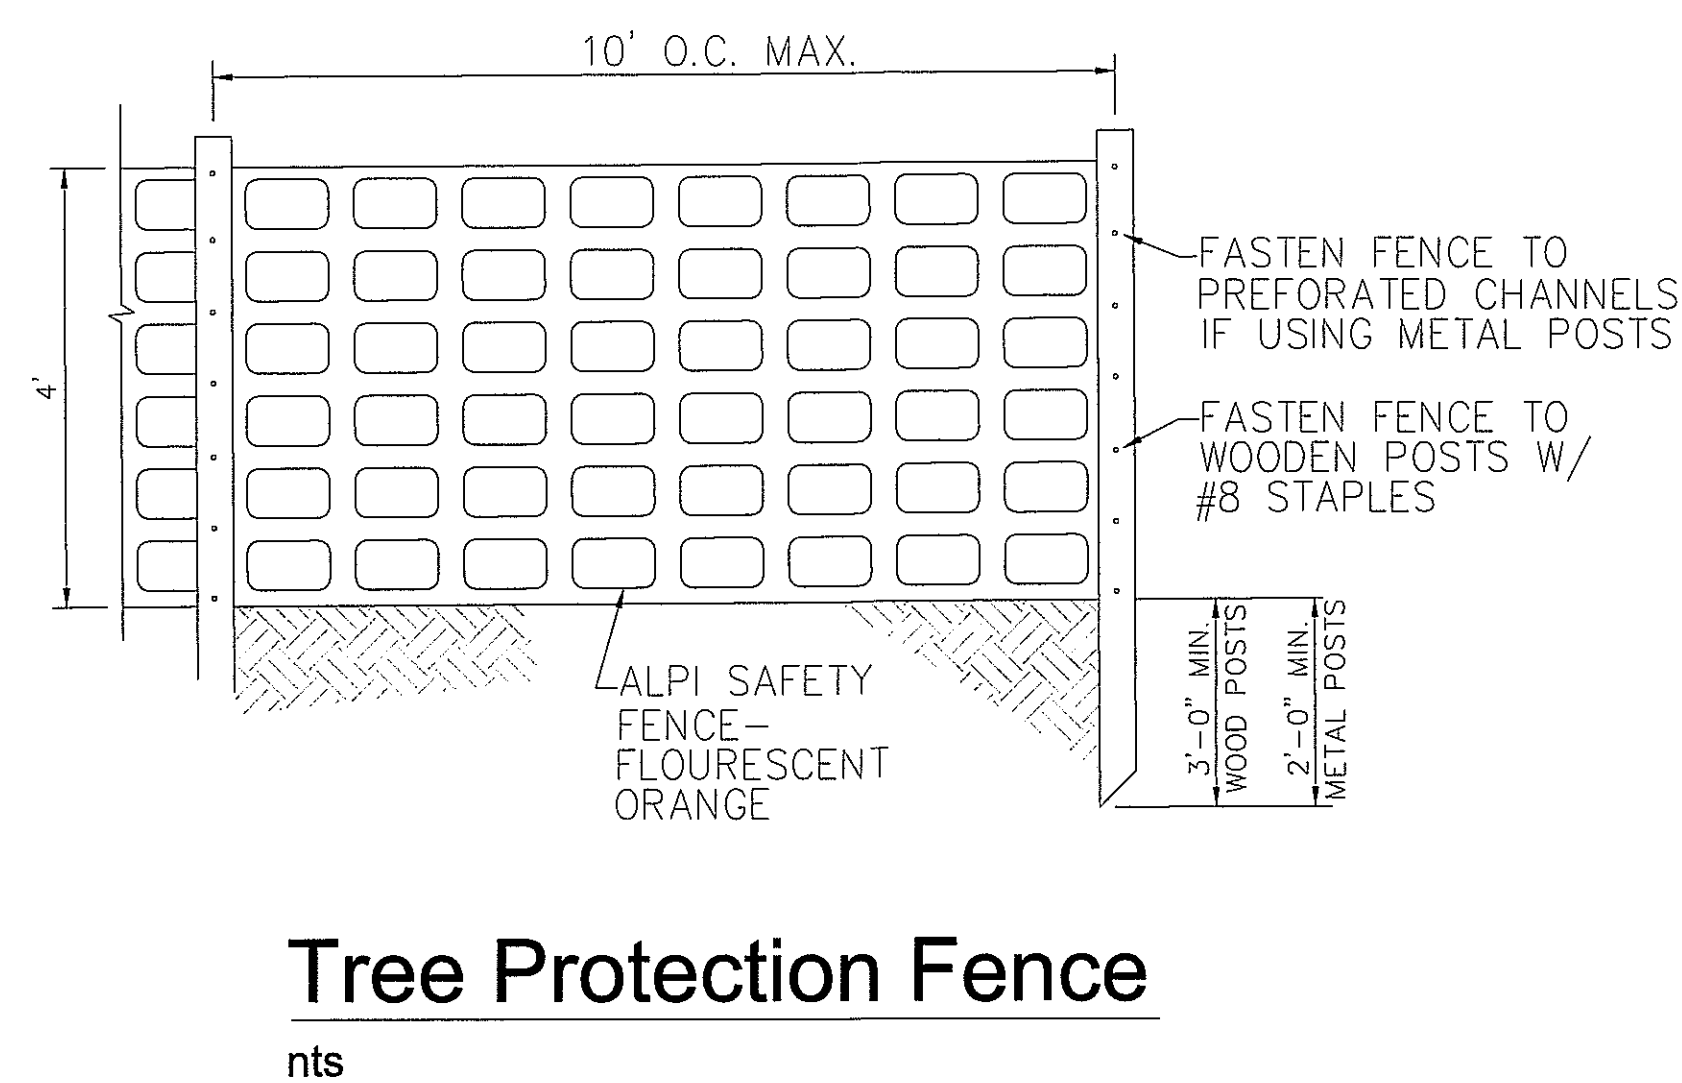 10' O.C. MAX.
4'
FASTEN FENCE TO
PREFORATED CHANNELS
IF USING METAL POSTS
FASTEN FENCE TO
WOODEN POSTS W/
#8 STAPLES
3'-0" MIN.
WOOD POSTS
2'-0" MIN.
METAL POSTS
ALPI SAFETY
FENCE-
FLOURESCENT
ORANGE
Tree Protection Fence
nts